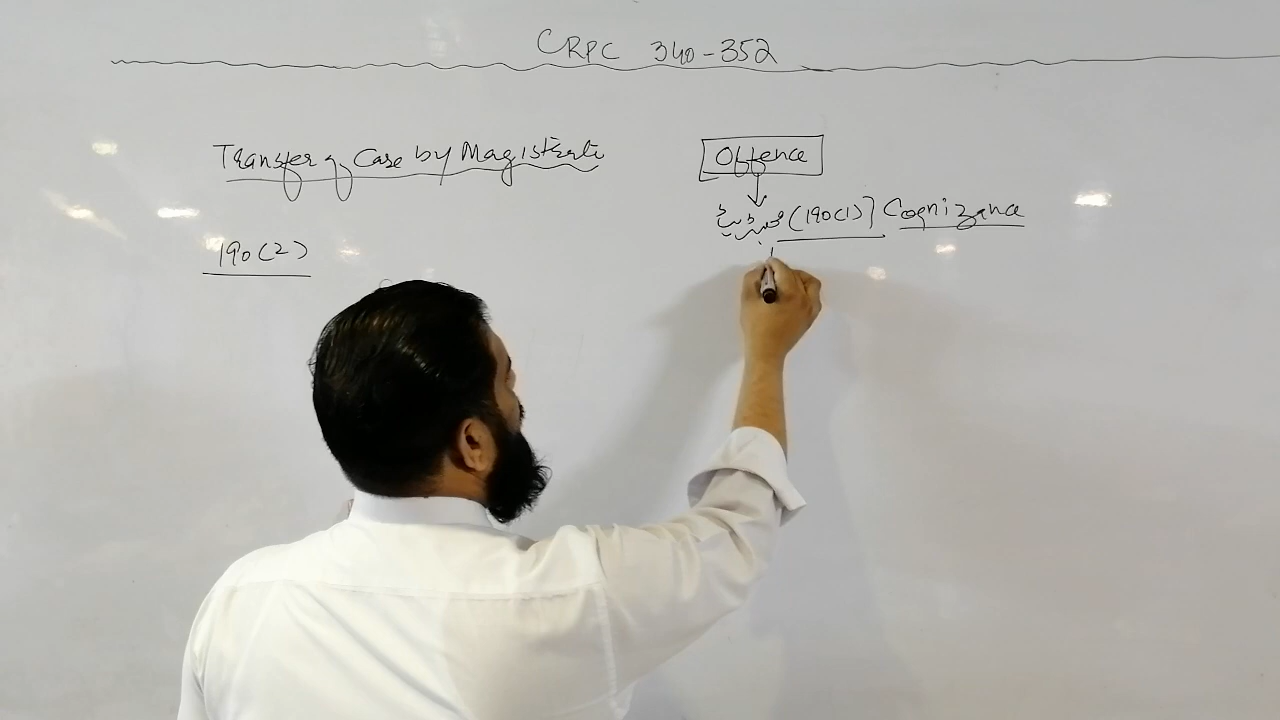 CRPC 340-352
Transfer of Case by Magistrate
190(2)
Offence
مجسٹریٹ (190(1)] Cognizance